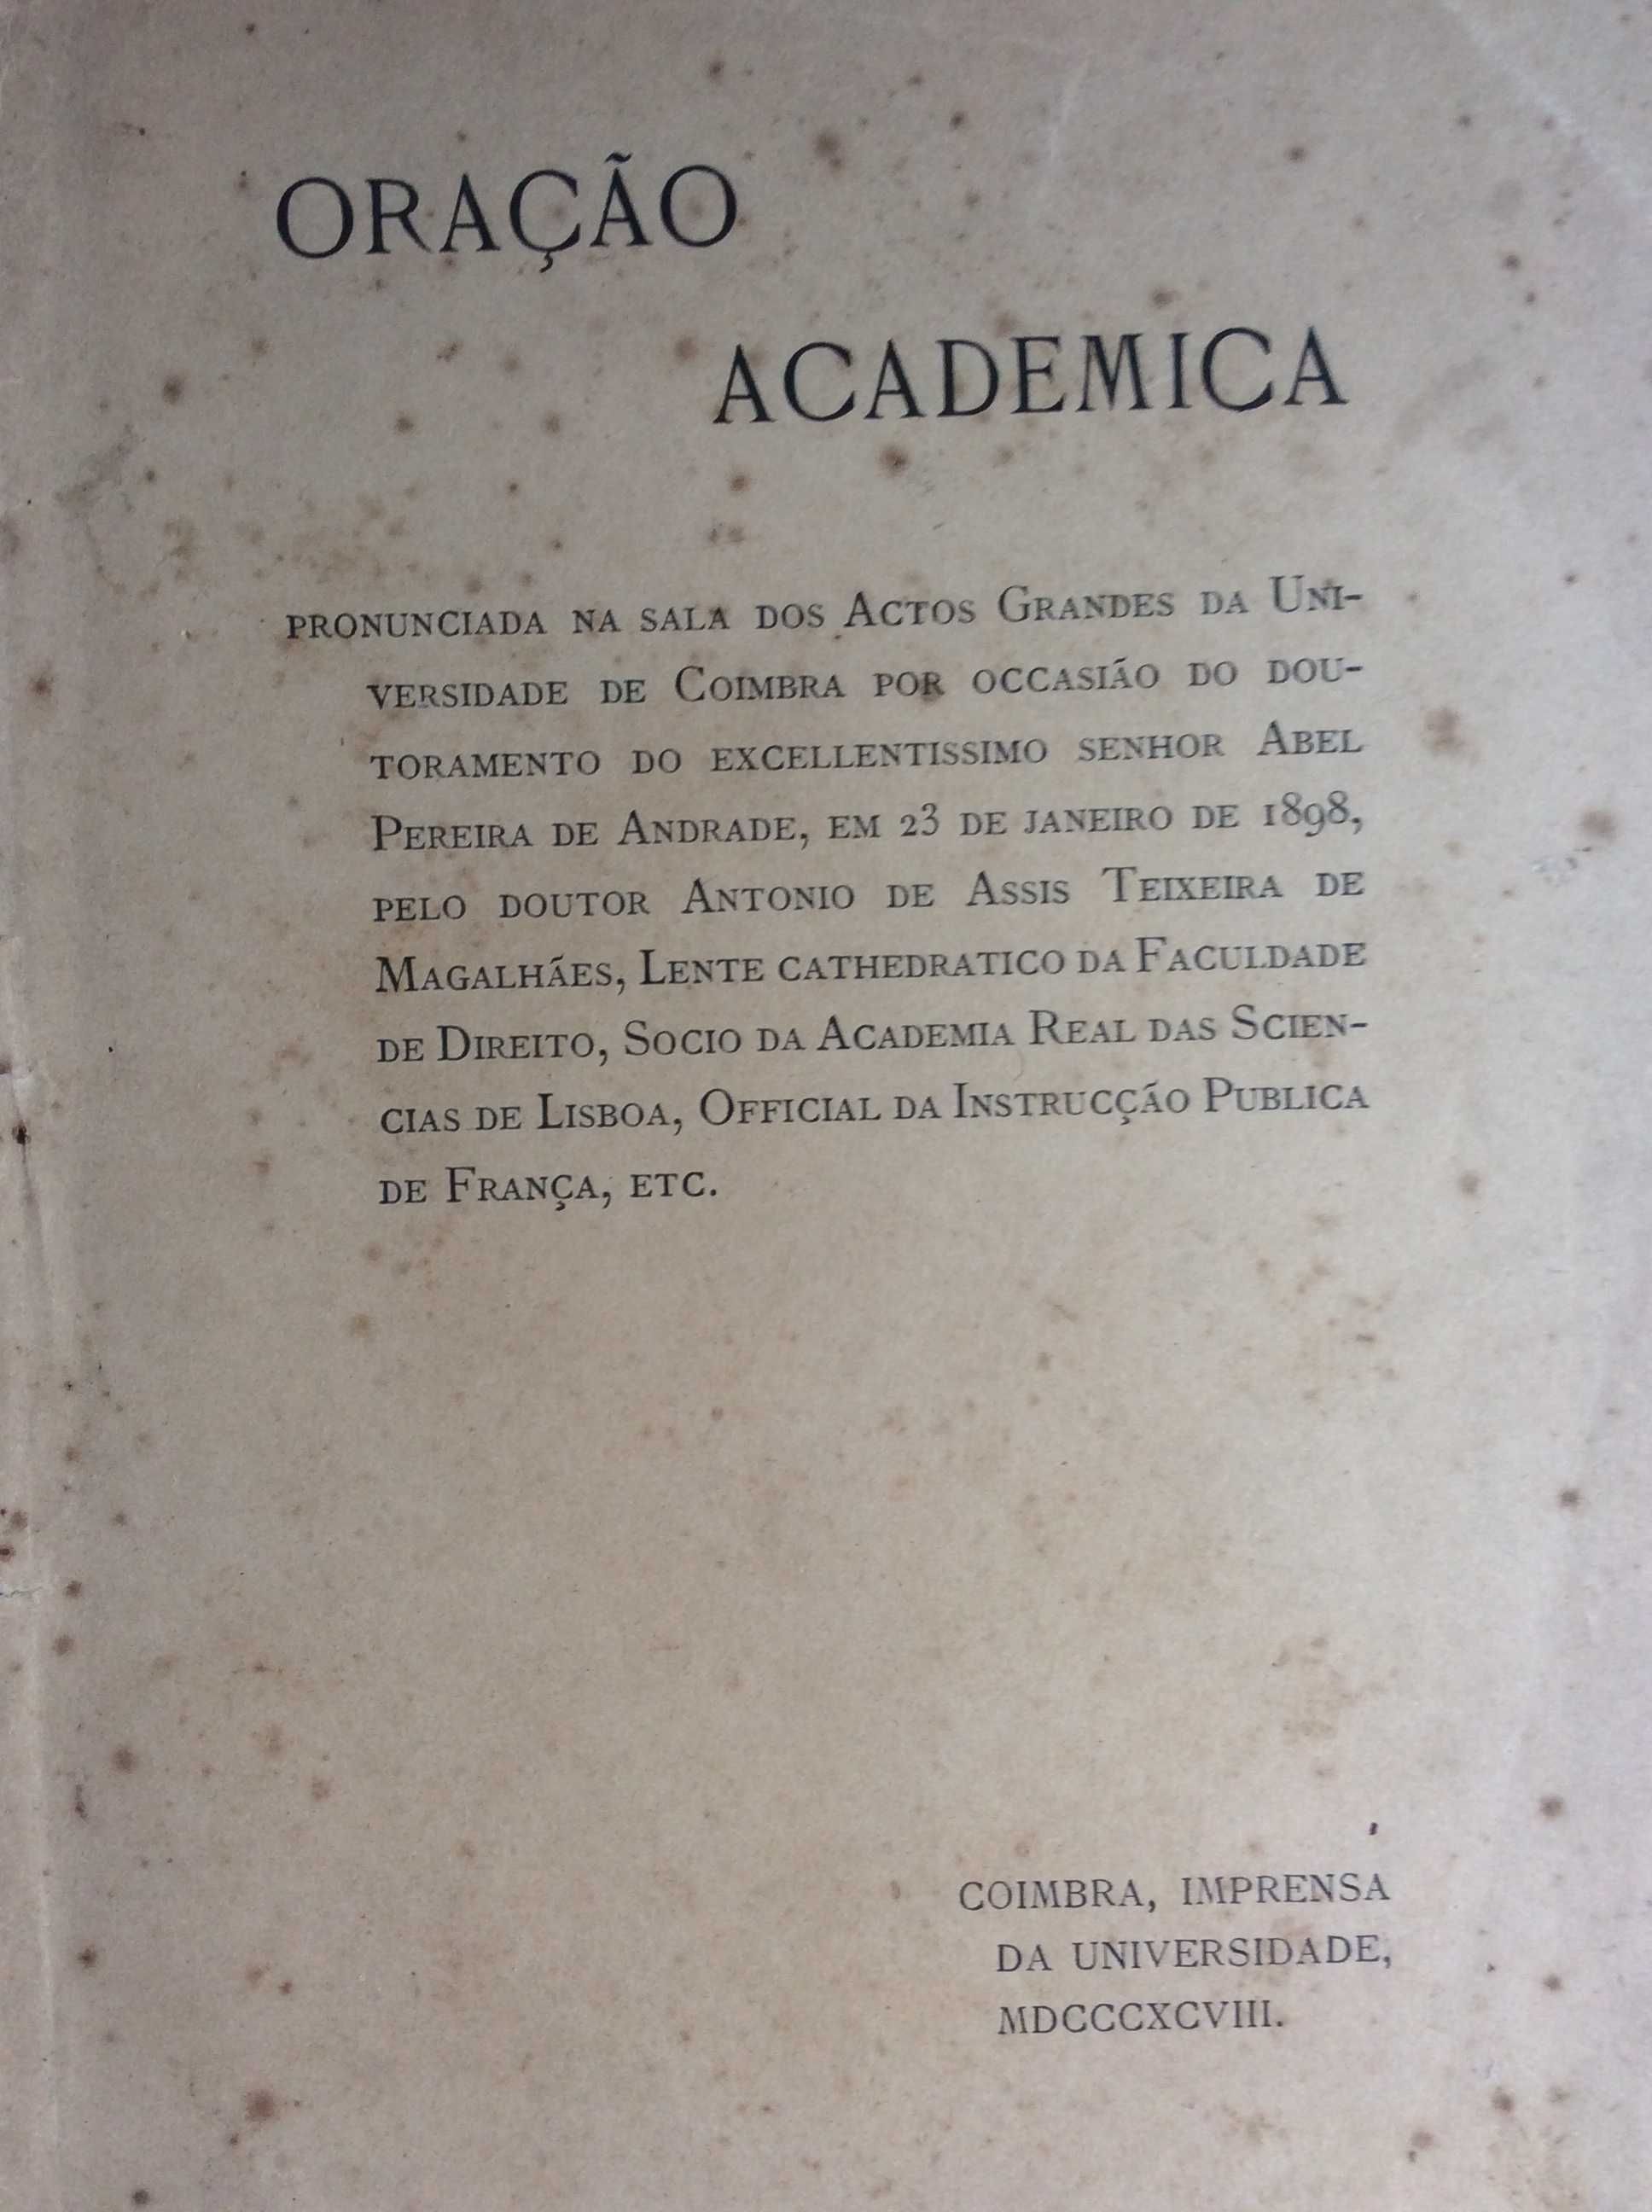 ORAÇÃO
ACADEMICA
PRONUNCIADA NA SALA DOS ACTOS GRANDES DA UNI-
VERSIDADE DE COIMBRA POR OCCASIÃO DO DOU-
TORAMENTO DO EXCELLENTISSIMO SENHOR ABEL
PEREIRA DE ANDRADE, EM 23 DE JANEIRO DE 1898,
PELO DOUTOR ANTONIO DE ASSIS TEIXEIRA DE
MAGALHÃES, LENTE CATHEDRATICO DA FACULDADE
DE DIREITO, SOCIO DA ACADEMIA REAL DAS SCIEN-
CIAS DE LISBOA, OFFICIAL DA INSTRUCÇÃO PUBLICA
DE FRANÇA, ETC.
COIMBRA, IMPRENSA
DA UNIVERSIDADE,
MDCCCXCVIII.